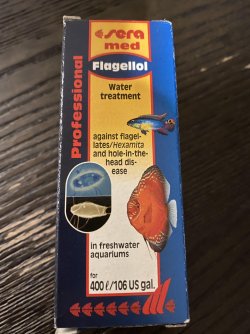 sera
med
Professional
Flagellol
Water
treatment
against flagel-
lates/Hexamita
and hole-in-the-
head dis-
ease
in freshwater
aquariums
for
400 ℓ/106 US gal.